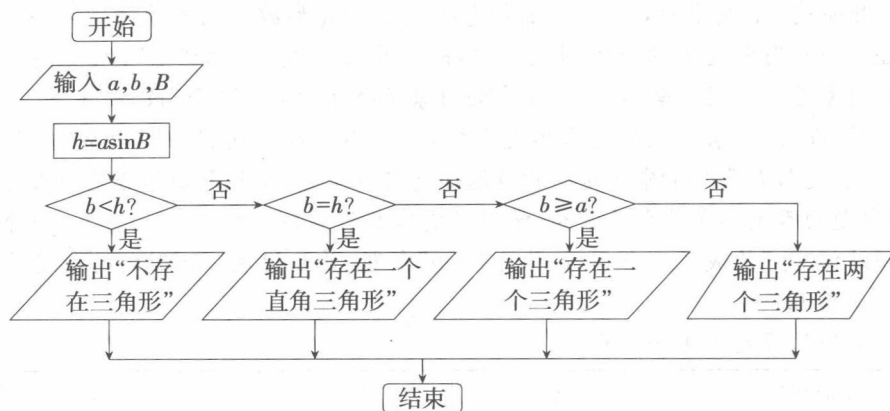 开始
输入 a,b,B
h=asinB
b<h?
否
b=h?
否
b≥a?
否
是
是
是
输出“不存
在三角形”
输出“存在一个
直角三角形”
输出“存在一
个三角形”
输出“存在两
个三角形”
结束